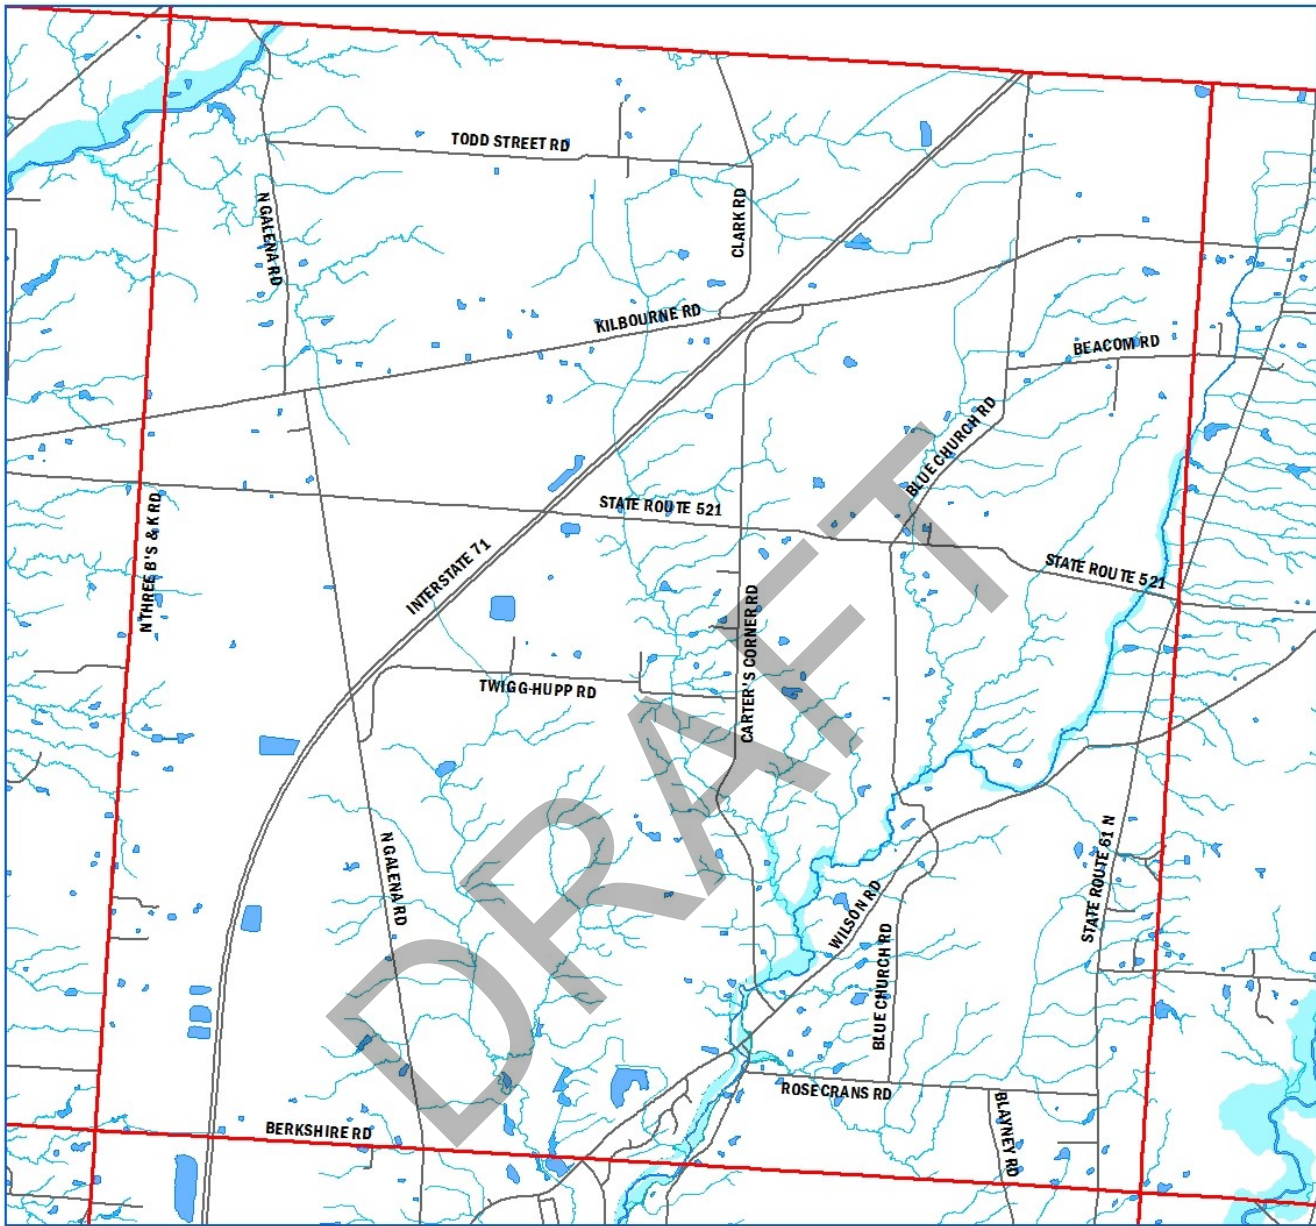 TODD STREET RD
N GALENA RD
CLARK RD
KILBOURNE RD
BEACOM RD
BLUE CHURCH RD
STATE ROUTE 521
N THREE B'S & K RD
INTERSTATE 71
STATE ROUTE 521
CARTER'S CORNER RD
TWIGG-HUPP RD
DRAFT
N GALENA RD
STATE ROUTE 61 N
WILSON RD
BLUE CHURCH RD
ROSECRANS RD
BLAYNEY RD
BERKSHIRE RD